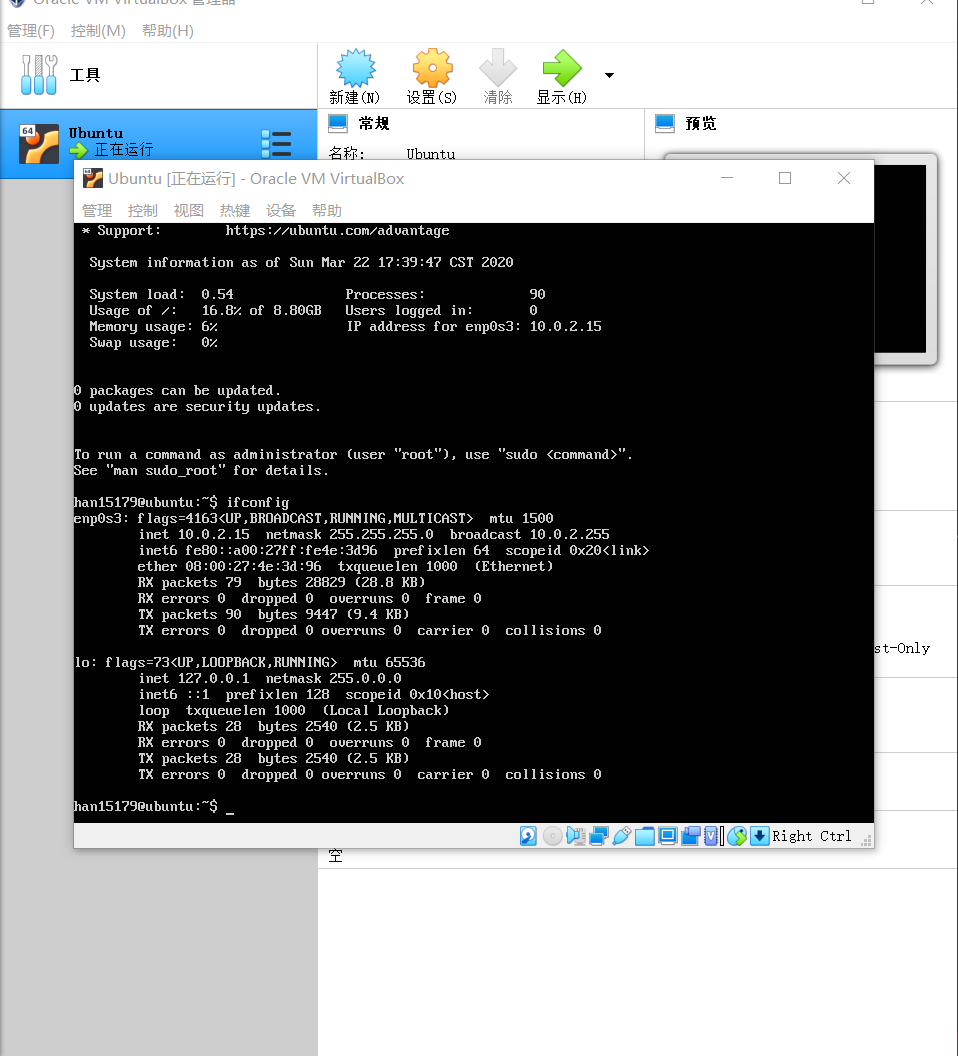 Oracle VM VirtualBox 管理器
管理(F) 控制(M) 帮助(H)
工具
新建(N) 设置(S) 清除 显示(H)
64
Ubuntu
正在运行
常规
预览
名称: Ubuntu
Ubuntu [正在运行] - Oracle VM VirtualBox
管理 控制 视图 热键 设备 帮助
* Support: https://ubuntu.com/advantage
System information as of Sun Mar 22 17:39:47 CST 2020
System load: 0.54 Processes: 90
Usage of /: 16.8% of 8.80GB Users logged in: 0
Memory usage: 6% IP address for enp0s3: 10.0.2.15
Swap usage: 0%
0 packages can be updated.
0 updates are security updates.
To run a command as administrator (user "root"), use "sudo <command>".
See "man sudo_root" for details.
han15179@ubuntu:~$ ifconfig
enp0s3: flags=4163<UP,BROADCAST,RUNNING,MULTICAST> mtu 1500
inet 10.0.2.15 netmask 255.255.255.0 broadcast 10.0.2.255
inet6 fe80::a00:27ff:fe4e:3d96 prefixlen 64 scopeid 0x20<link>
ether 08:00:27:4e:3d:96 txqueuelen 1000 (Ethernet)
RX packets 79 bytes 28829 (28.8 KB)
RX errors 0 dropped 0 overruns 0 frame 0
TX packets 90 bytes 9447 (9.4 KB)
TX errors 0 dropped 0 overruns 0 carrier 0 collisions 0
lo: flags=73<UP,LOOPBACK,RUNNING> mtu 65536
inet 127.0.0.1 netmask 255.0.0.0
inet6 ::1 prefixlen 128 scopeid 0x10<host>
loop txqueuelen 1000 (Local Loopback)
RX packets 28 bytes 2540 (2.5 KB)
RX errors 0 dropped 0 overruns 0 frame 0
TX packets 28 bytes 2540 (2.5 KB)
TX errors 0 dropped 0 overruns 0 carrier 0 collisions 0
han15179@ubuntu:~$ _
st-Only
Right Ctrl
空